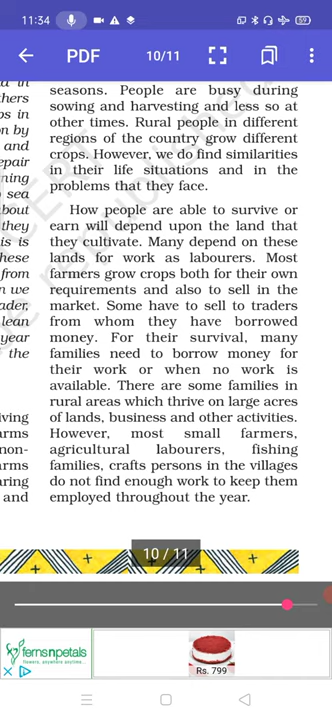 11:34
59
PDF
10/11
seasons. People are busy during
sowing and harvesting and less so at
other times. Rural people in different
regions of the country grow different
crops. However, we do find similarities
in their life situations and in the
problems that they face.
How people are able to survive or
earn will depend upon the land that
they cultivate. Many depend on these
lands for work as labourers. Most
farmers grow crops both for their own
requirements and also to sell in the
market. Some have to sell to traders
from whom they have borrowed
money. For their survival, many
families need to borrow money for
their work or when no work is
available. There are some families in
rural areas which thrive on large acres
of lands, business and other activities.
However, most small farmers,
agricultural labourers, fishing
families, crafts persons in the villages
do not find enough work to keep them
employed throughout the year.
10 / 11
fernsnpetals
flowers, anywhere anytime...
Rs. 799